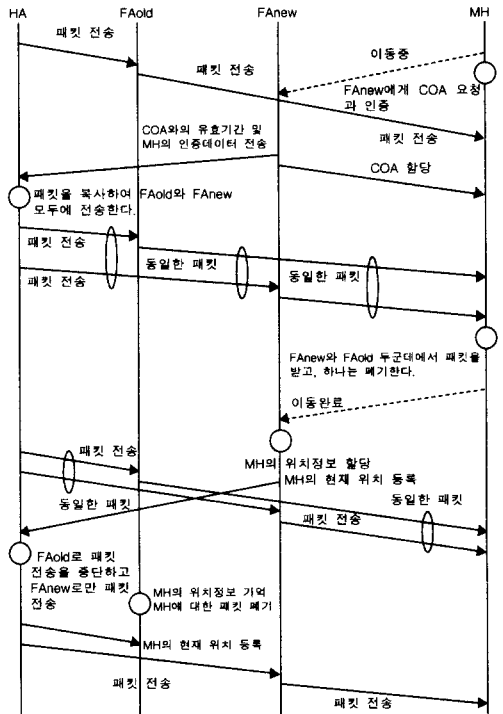 HA
FAold
FAnew
MH
패킷 전송
이동중
패킷 전송
FAnew에게 COA 요청
과 인증
패킷 전송
COA와의 유효기간 및
MH의 인증데이터 전송
COA 할당
패킷을 복사하여 FAold와 FAnew
모두에 전송한다.
패킷 전송
동일한 패킷
동일한 패킷
패킷 전송
FAnew와 FAold 두군데에서 패킷을
받고, 하나는 폐기한다.
이동완료
패킷 전송
MH의 위치정보 할당
MH의 현재 위치 등록
동일한 패킷
동일한 패킷
패킷 전송
FAold로 패킷
전송을 중단하고
FAnew로만 패킷
전송
MH의 위치정보 기억
MH에 대한 패킷 폐기
MH의 현재 위치 등록
패킷 전송
패킷 전송